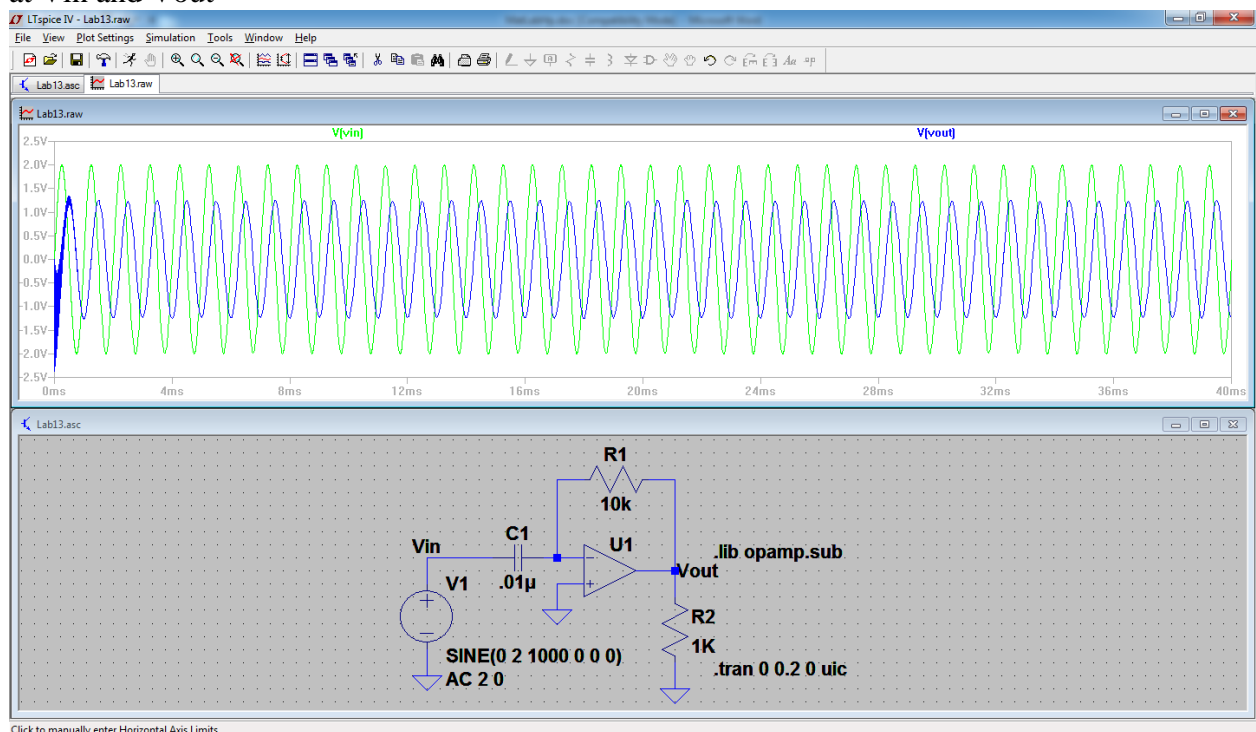 at Vin and Vout
LTspice IV - Lab13.raw
File View Plot Settings Simulation Tools Window Help
Lab13.asc Lab13.raw
Lab13.raw
V(vin) V(vout)
2.5V
2.0V
1.5V
1.0V
0.5V
0.0V
-0.5V
-1.0V
-1.5V
-2.0V
-2.5V
0ms 4ms 8ms 12ms 16ms 20ms 24ms 28ms 32ms 36ms 40ms
Lab13.asc
R1
10k
C1
Vin
U1
.lib opamp.sub
Vout
V1
.01µ
R2
1K
SINE(0 2 1000 0 0 0)
.tran 0 0.2 0 uic
AC 2 0
Click to manually enter Horizontal Axis Limits